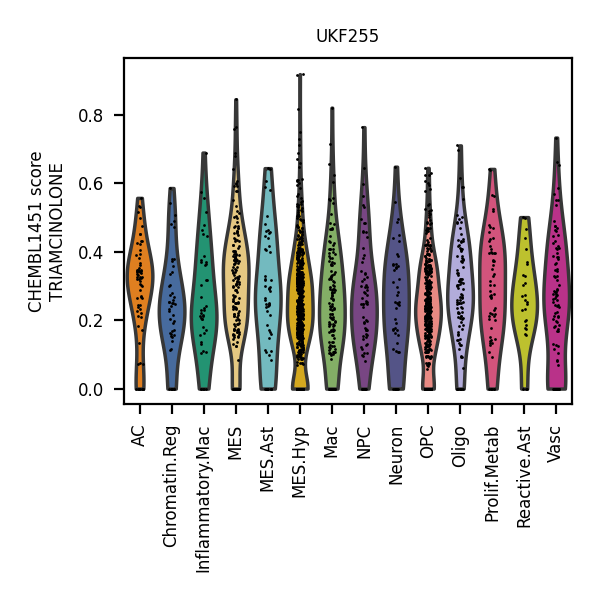 UKF255
CHEMBL1451 score
TRIAMCINOLONE
0.8
0.6
0.4
0.2
0.0
AC
Chromatin.Reg
Inflammatory.Mac
MES
MES.Ast
MES.Hyp
Mac
NPC
Neuron
OPC
Oligo
Prolif.Metab
Reactive.Ast
Vasc